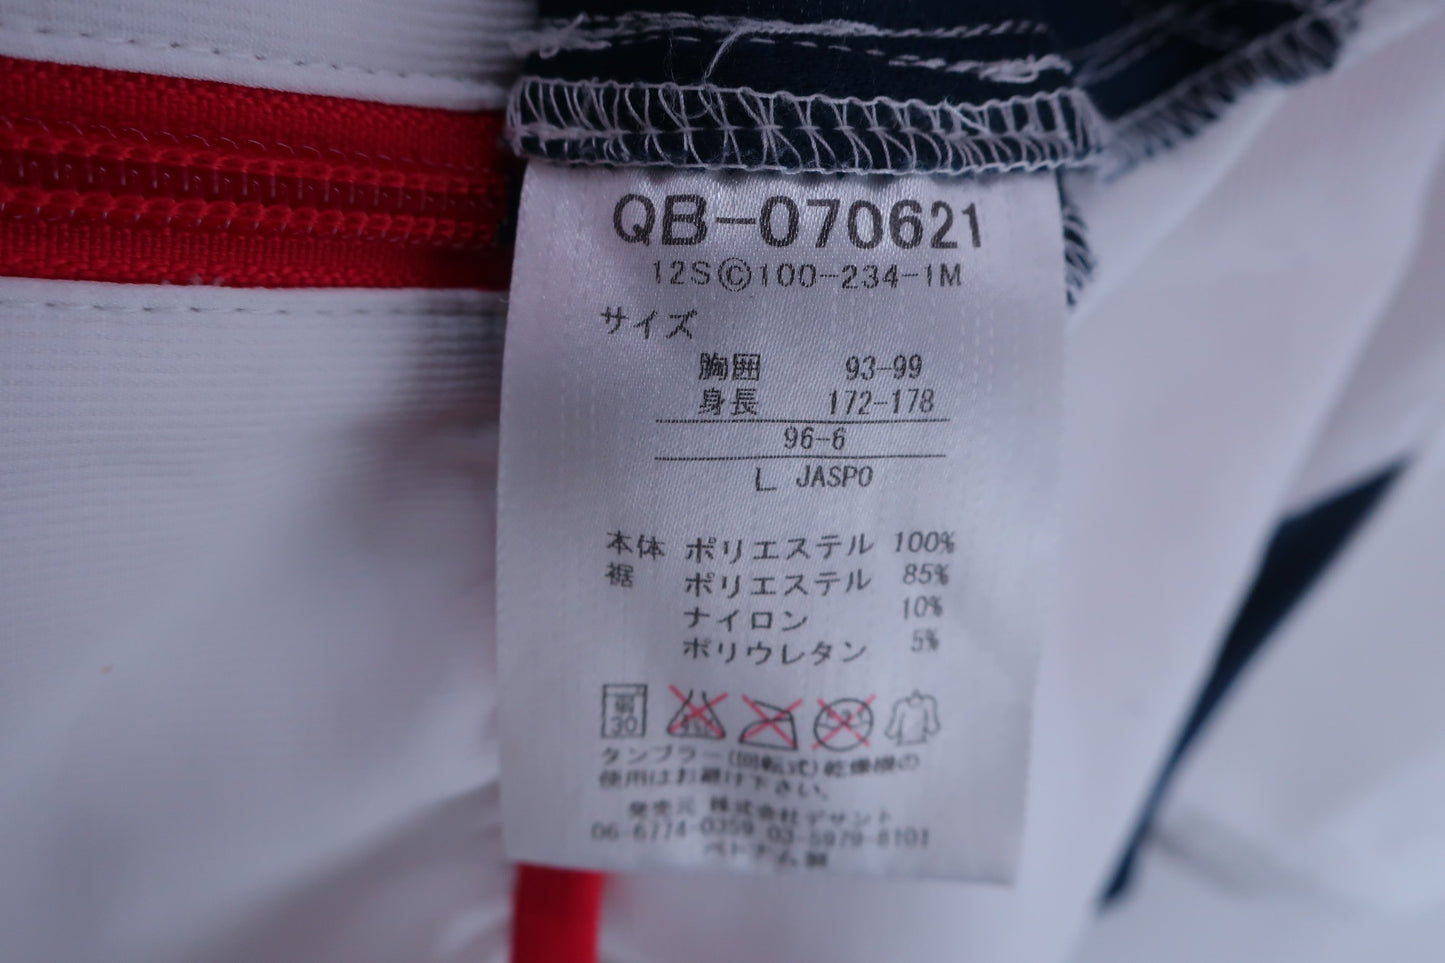 QB-070621
12S©100-234-1M
サイズ
胸囲 93-99
身長 172-178
96-6
L JASPO
本体 ポリエステル 100%
裾 ポリエステル 85%
ナイロン 10%
ポリウレタン 5%
弱 30
タンブラー(回転式)乾燥機の
使用はお避け下さい。
発売元 株式会社デサント
06-6774-0359 03-5979-8101
ベトナム製